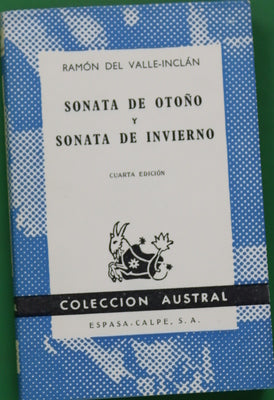 RAMÓN DEL VALLE-INCLÁN
SONATA DE OTOÑO
Y
SONATA DE INVIERNO
CUARTA EDICIÓN
COLECCION AUSTRAL
ESPASA-CALPE, S. A.